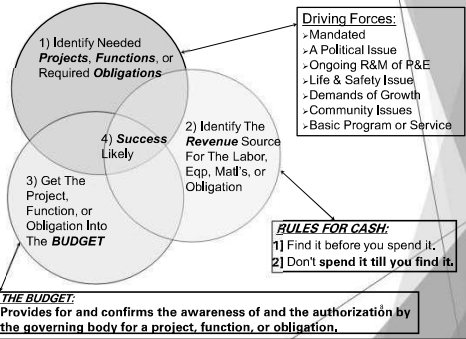 1) Identify Needed
Projects, Functions, or
Required Obligations
Driving Forces:
➢Mandated
➢A Political Issue
➢Ongoing R&M of P&E
➢Life & Safety Issue
➢Demands of Growth
➢Community Issues
➢Basic Program or Service
4) Success
Likely
2) Identify The
Revenue Source
For The Labor,
Eqp, Matl's, or
Obligation
3) Get The
Project,
Function, or
Obligation Into
The BUDGET
RULES FOR CASH:
1] Find it before you spend it.
2] Don't spend it till you find it.
THE BUDGET:
Provides for and confirms the awareness of and the authorization by
the governing body for a project, function, or obligation.